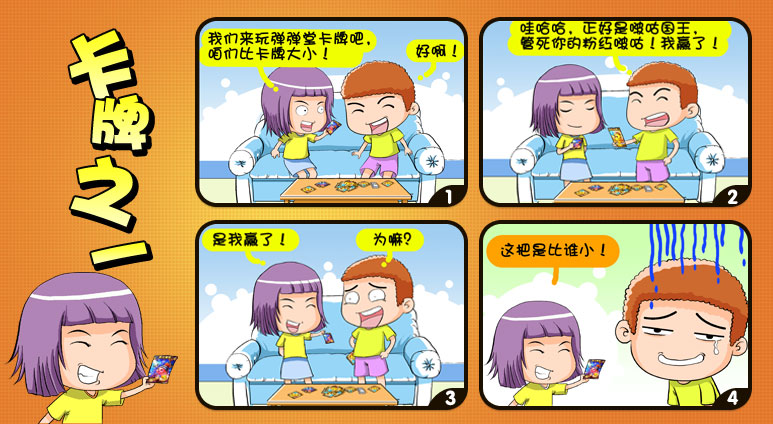 卡牌之一
我们来玩弹弹堂卡牌吧，
咱们比卡牌大小！
好啊！
1
哇哈哈，正好是啵咕国王，
管死你的粉红啵咕！我赢了！
2
是我赢了！
为嘛？
3
这把是比谁小！
4